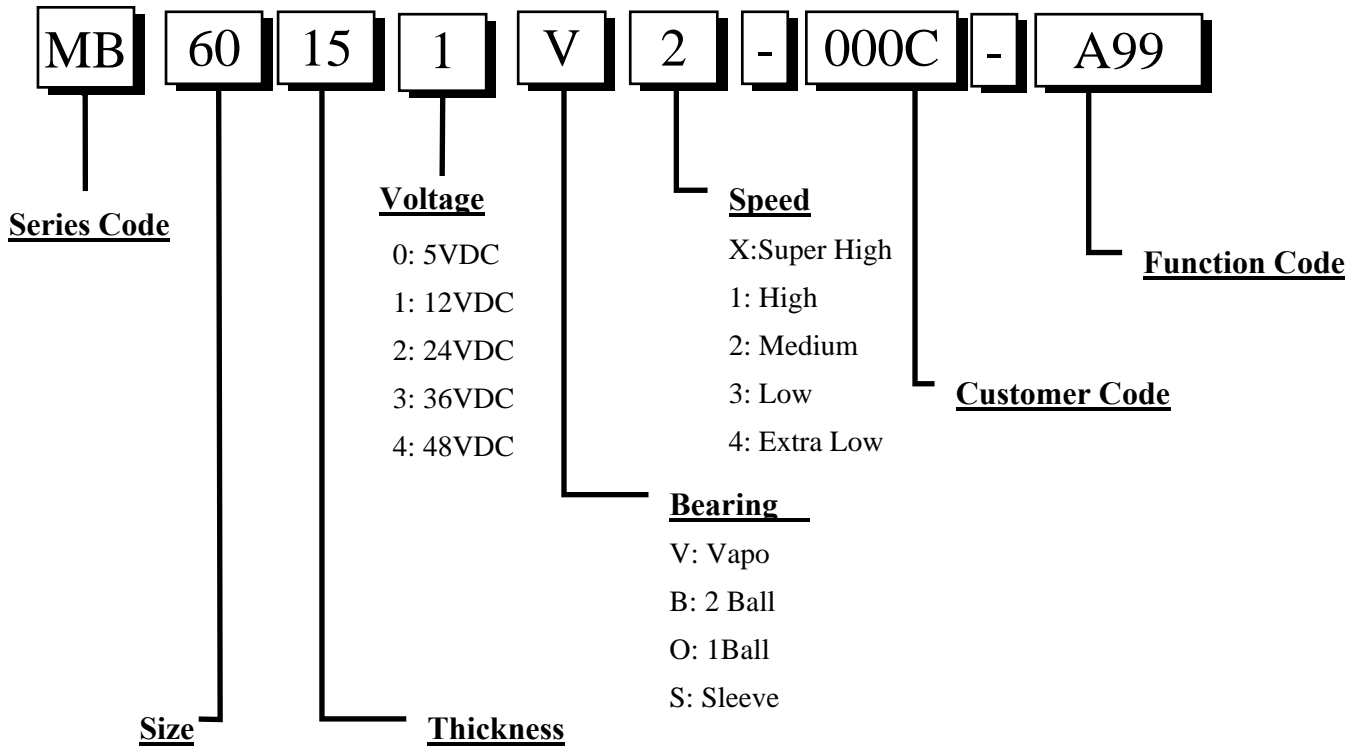 MB 60 15 1 V 2 - 000C - A99
Series Code
Voltage
0: 5VDC
1: 12VDC
2: 24VDC
3: 36VDC
4: 48VDC
Speed
X:Super High
1: High
2: Medium
3: Low
4: Extra Low
Function Code
Customer Code
Bearing
V: Vapo
B: 2 Ball
O: 1Ball
S: Sleeve
Size
Thickness